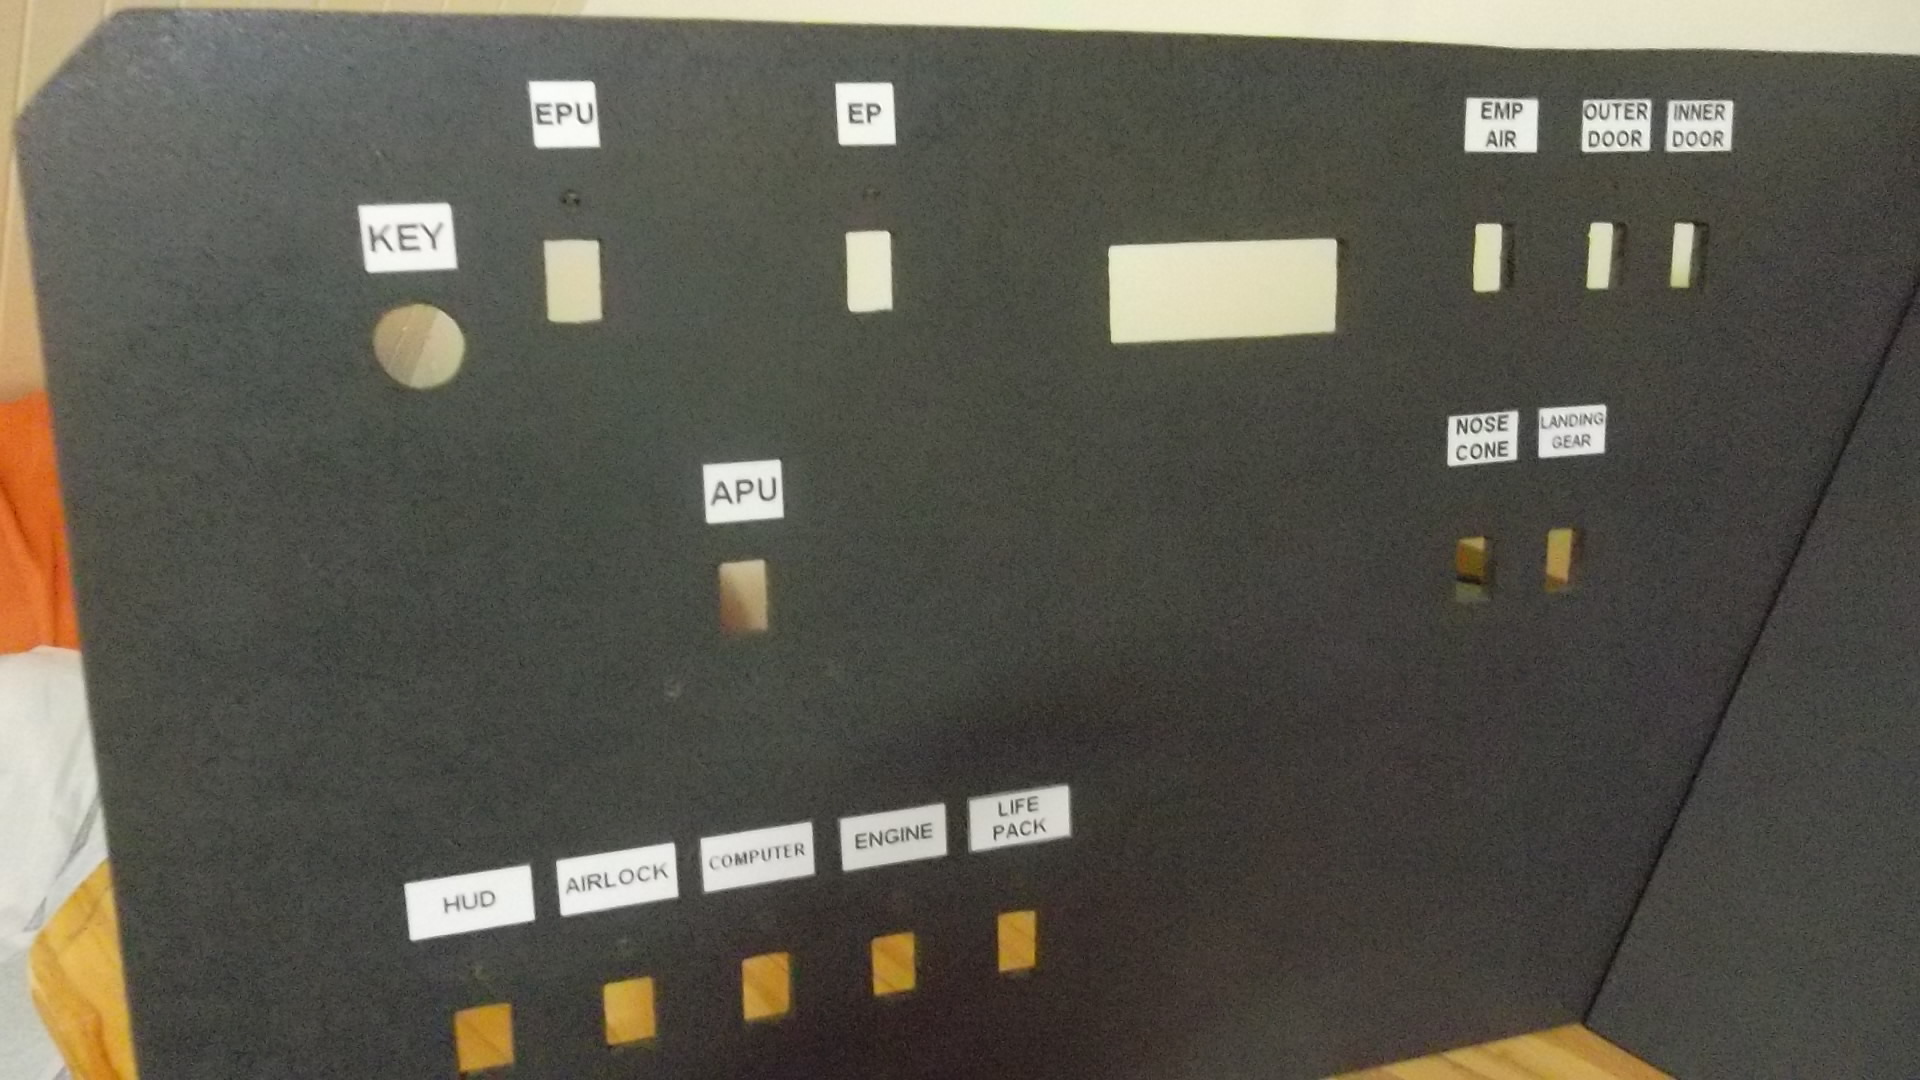 EPU
EP
EMP
AIR
OUTER
DOOR
INNER
DOOR
KEY
NOSE
CONE
LANDING
GEAR
APU
HUD
AIRLOCK
COMPUTER
ENGINE
LIFE
PACK